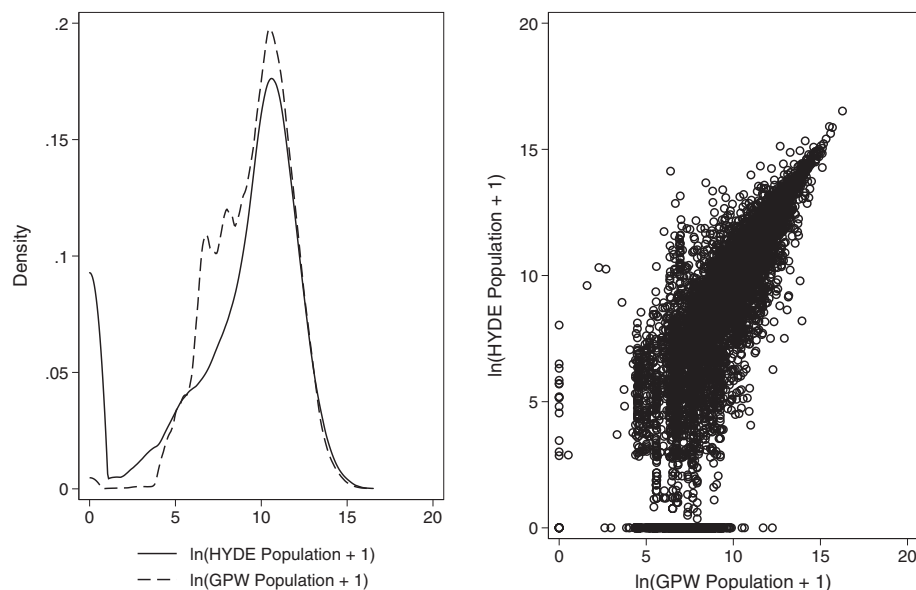 .2
.15
.1
.05
0
Density
0 5 10 15 20
ln(HYDE Population + 1)
ln(GPW Population + 1)
20
15
10
5
0
ln(HYDE Population + 1)
0 5 10 15 20
ln(GPW Population + 1)